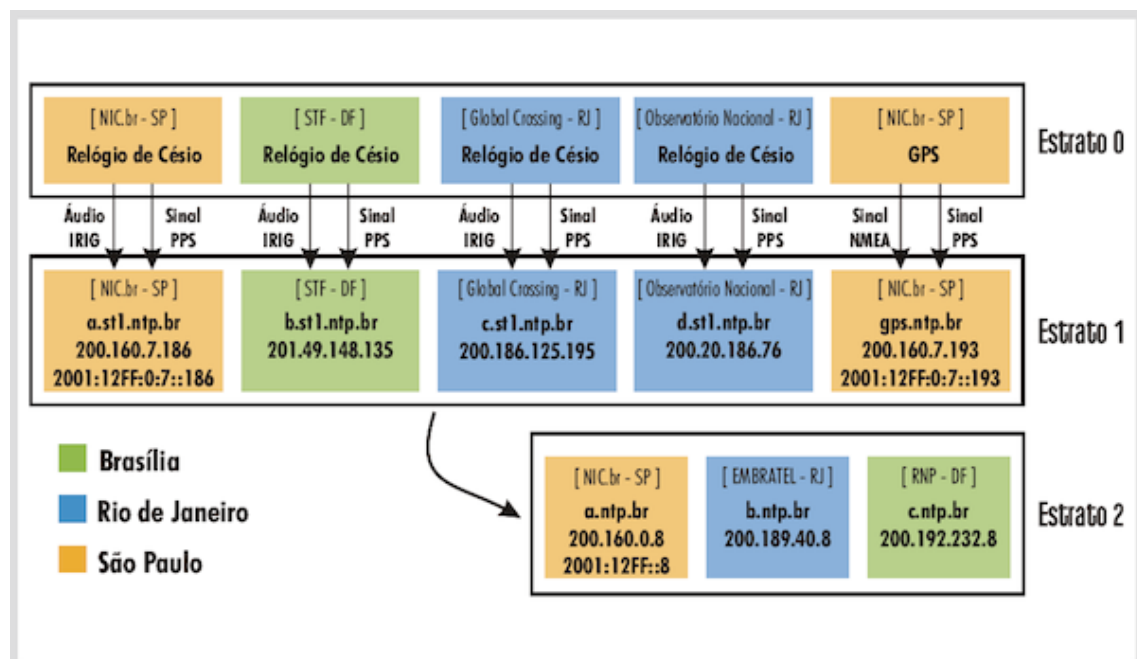 [ NIC.br - SP ]
Relógio de Césio
[ STF - DF ]
Relógio de Césio
[ Global Crossing - RJ ]
Relógio de Césio
[ Observatório Nacional - RJ ]
Relógio de Césio
[ NIC.br - SP ]
GPS
Estrato 0
Áudio
IRIG
Sinal
PPS
Áudio
IRIG
Sinal
PPS
Áudio
IRIG
Sinal
PPS
Áudio
IRIG
Sinal
PPS
Sinal
NMEA
Sinal
PPS
[ NIC.br - SP ]
a.st1.ntp.br
200.160.7.186
2001:12FF:0:7::186
[ STF - DF ]
b.st1.ntp.br
201.49.148.135
[ Global Crossing - RJ ]
c.st1.ntp.br
200.186.125.195
[ Observatório Nacional - RJ ]
d.st1.ntp.br
200.20.186.76
[ NIC.br - SP ]
gps.ntp.br
200.160.7.193
2001:12FF:0:7::193
Estrato 1
Brasília
Rio de Janeiro
São Paulo
[ NIC.br - SP ]
a.ntp.br
200.160.0.8
2001:12FF::8
[ EMBRATEL - RJ ]
b.ntp.br
200.189.40.8
[ RNP - DF ]
c.ntp.br
200.192.232.8
Estrato 2